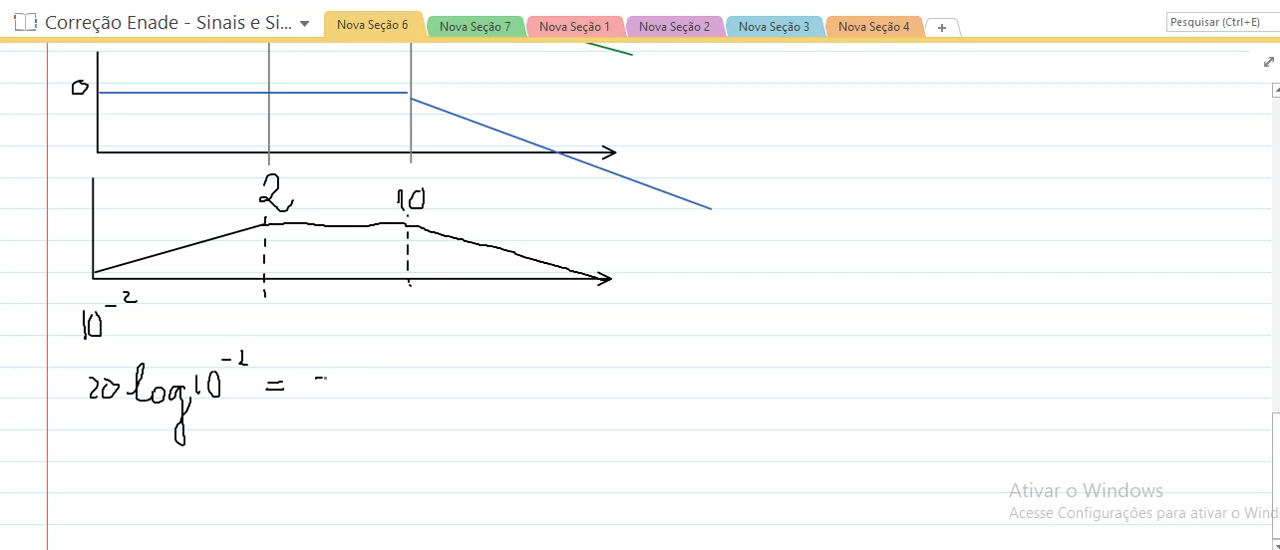 Correção Enade - Sinais e Si...
Nova Seção 6
Nova Seção 7
Nova Seção 1
Nova Seção 2
Nova Seção 3
Nova Seção 4
+
Pesquisar (Ctrl+E)
0
2
10
10⁻²
20 log 10⁻² = -
Ativar o Windows
Acesse Configurações para ativar o Wind